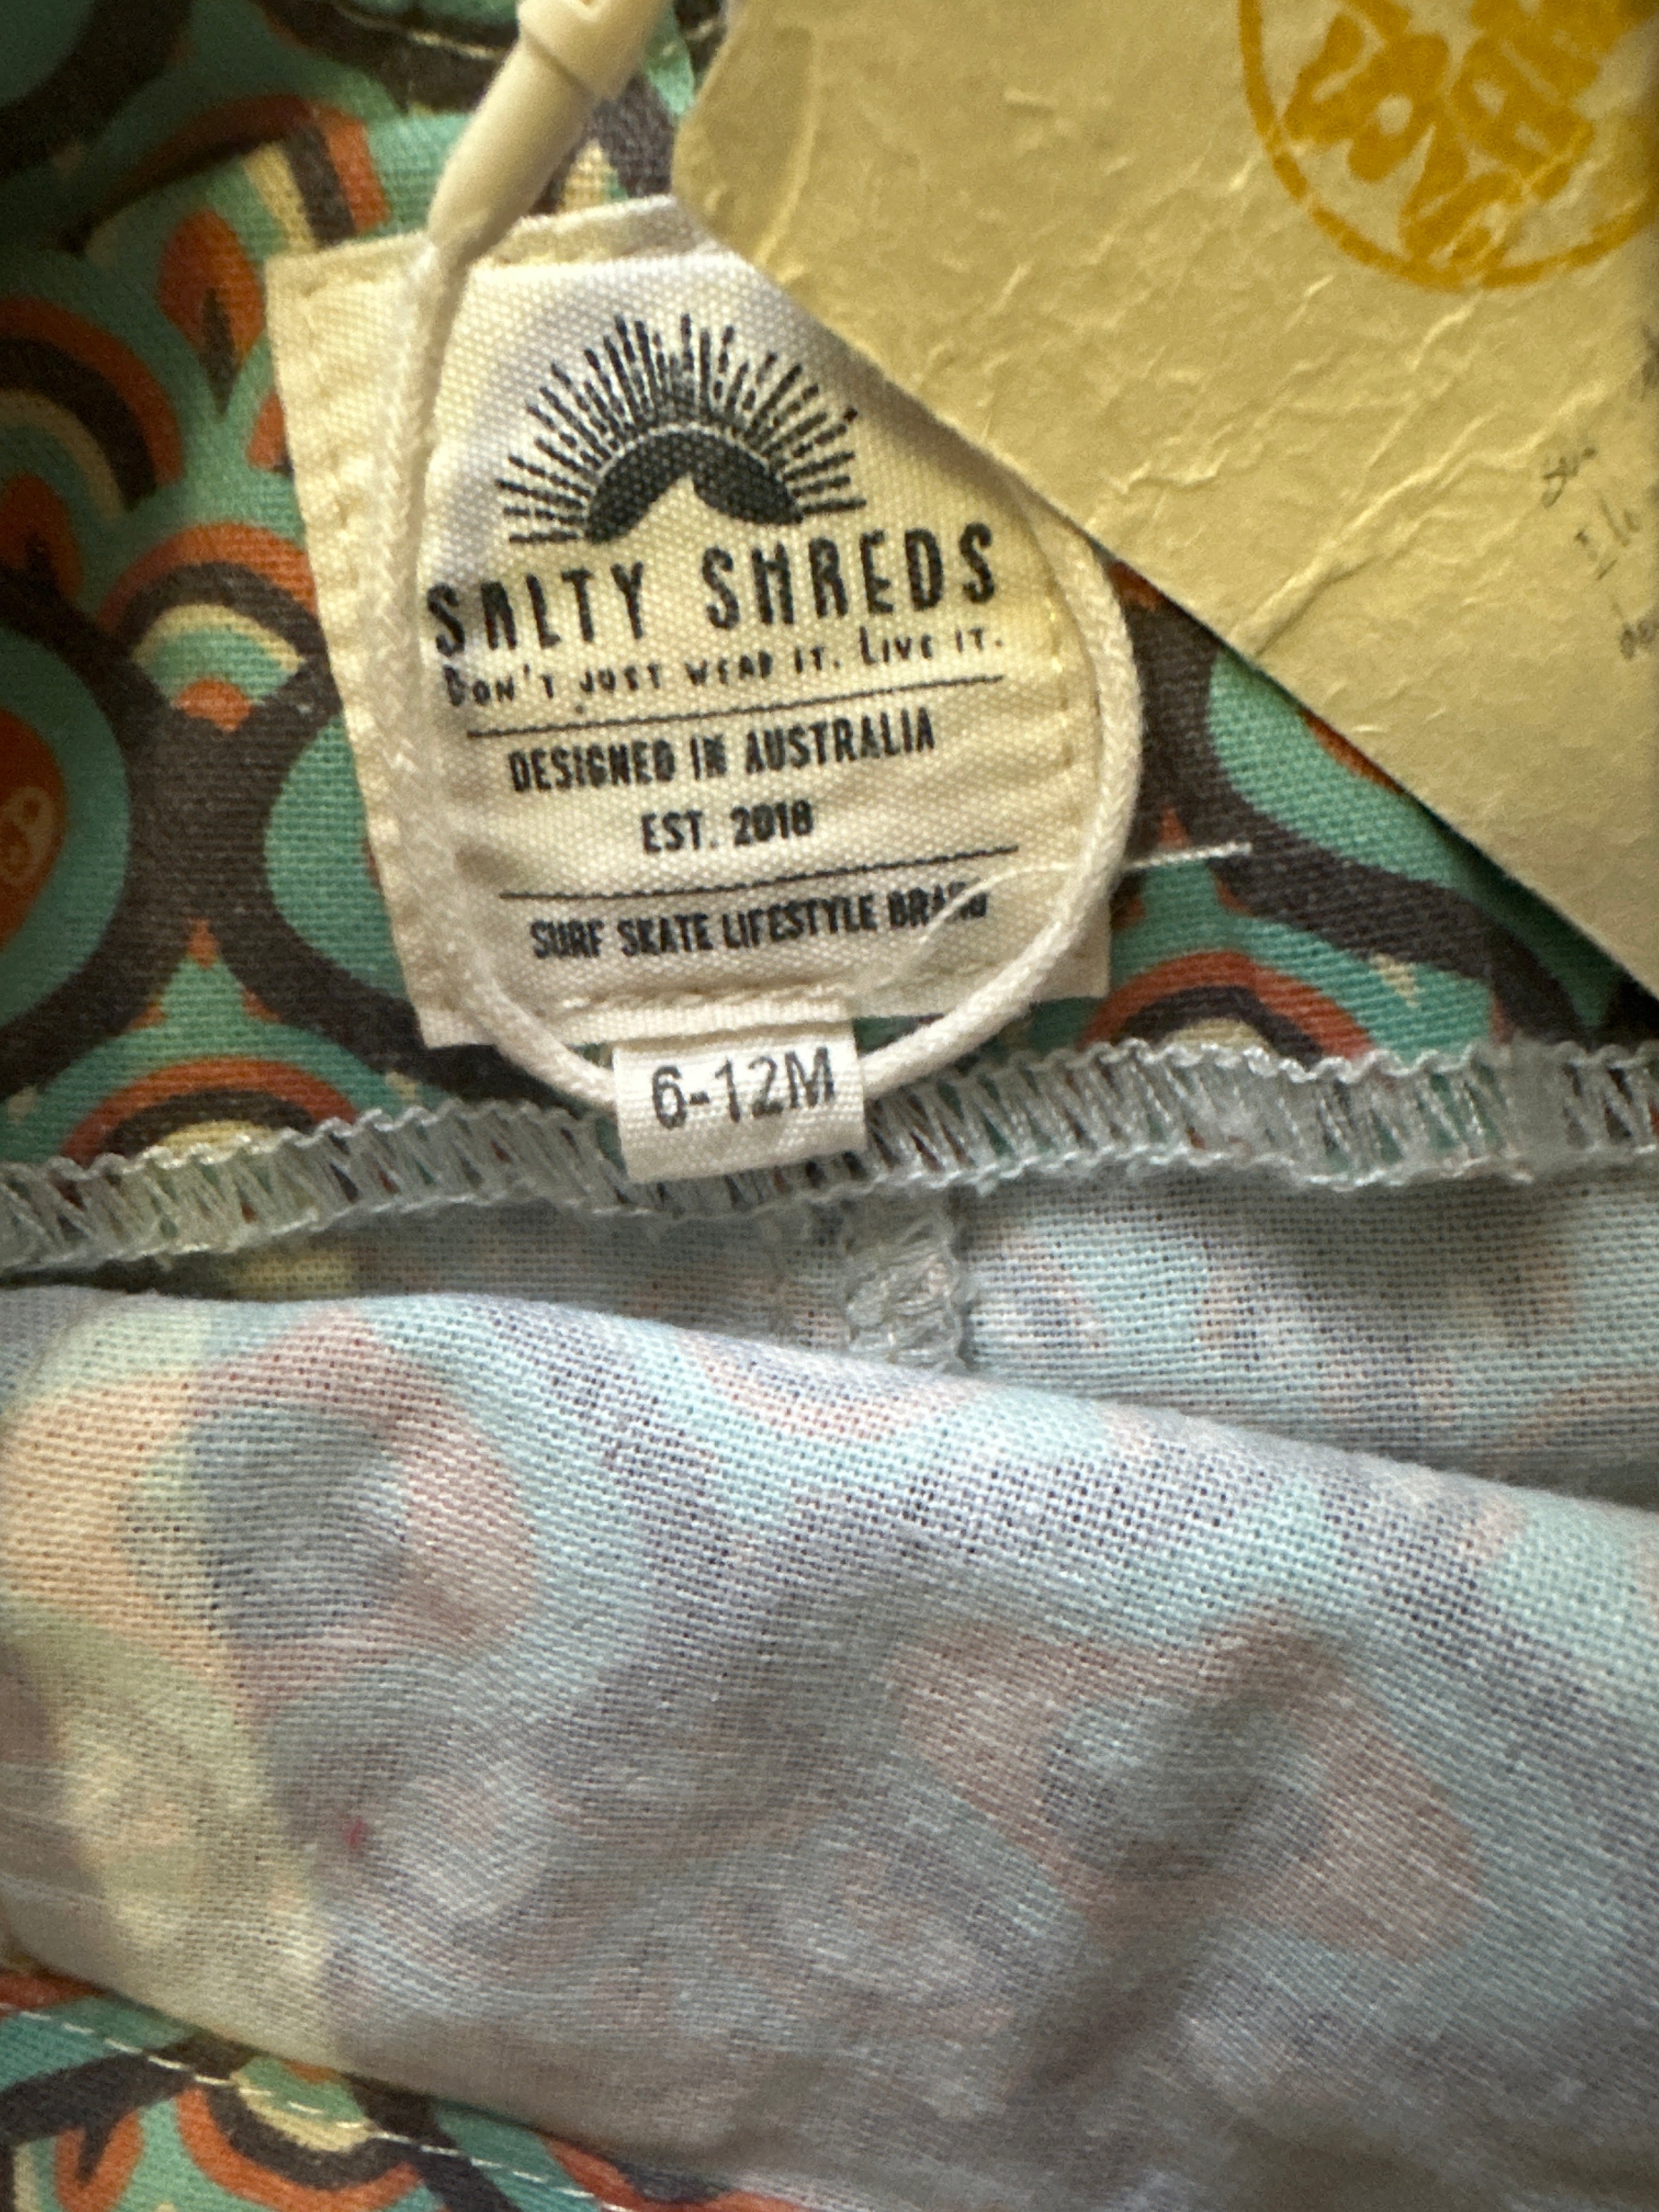 SALTY SHREDS
DON'T JUST WEAR IT. LIVE IT.
DESIGNED IN AUSTRALIA
EST. 2018
SURF SKATE LIFESTYLE BRAND
6-12M